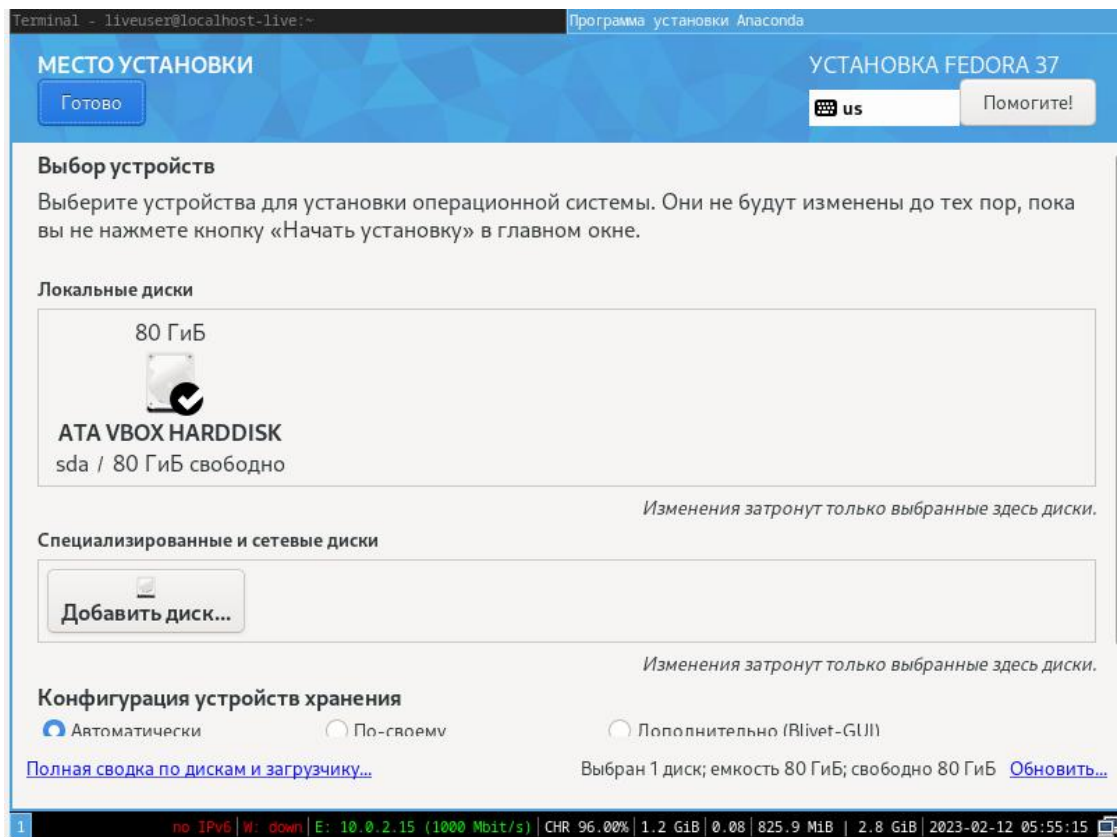 Terminal - liveuser@localhost-live:~
Программа установки Anaconda
МЕСТО УСТАНОВКИ
УСТАНОВКА FEDORA 37
Готово
us
Помогите!
Выбор устройств
Выберите устройства для установки операционной системы. Они не будут изменены до тех пор, пока
вы не нажмете кнопку «Начать установку» в главном окне.
Локальные диски
80 ГиБ
ATA VBOX HARDDISK
sda / 80 ГиБ свободно
Изменения затронут только выбранные здесь диски.
Специализированные и сетевые диски
Добавить диск...
Изменения затронут только выбранные здесь диски.
Конфигурация устройств хранения
Автоматически
По-своему
Дополнительно (Blivet-GUI)
Полная сводка по дискам и загрузчику...
Выбран 1 диск; емкость 80 ГиБ; свободно 80 ГиБ Обновить...
1 no IPv6|W: down|E: 10.0.2.15 (1000 Mbit/s)|CHR 96.00%|1.2 GiB|0.08|825.9 MiB | 2.8 GiB|2023-02-12 05:55:15